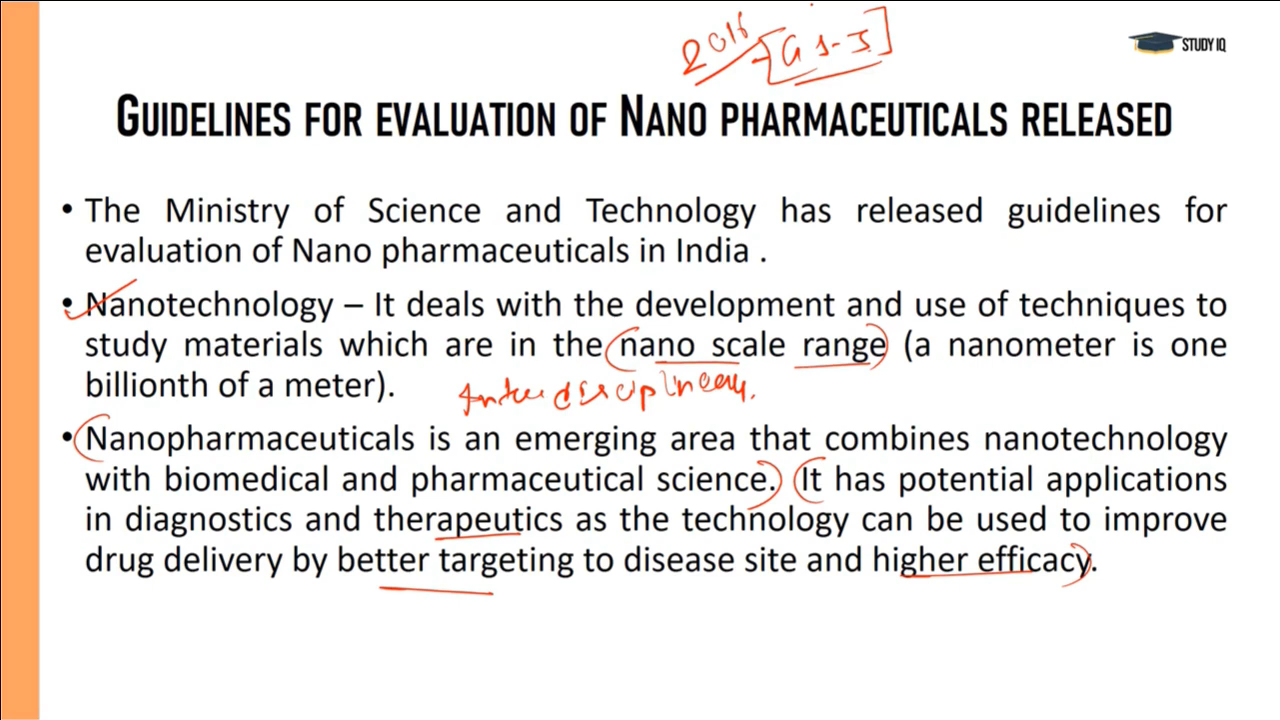 2016 [GS-3]
STUDY IQ
GUIDELINES FOR EVALUATION OF NANO PHARMACEUTICALS RELEASED
• The Ministry of Science and Technology has released guidelines for
evaluation of Nano pharmaceuticals in India .
• Nanotechnology – It deals with the development and use of techniques to
study materials which are in the nano scale range (a nanometer is one
billionth of a meter).
Interdisciplinary.
• Nanopharmaceuticals is an emerging area that combines nanotechnology
with biomedical and pharmaceutical science. It has potential applications
in diagnostics and therapeutics as the technology can be used to improve
drug delivery by better targeting to disease site and higher efficacy.